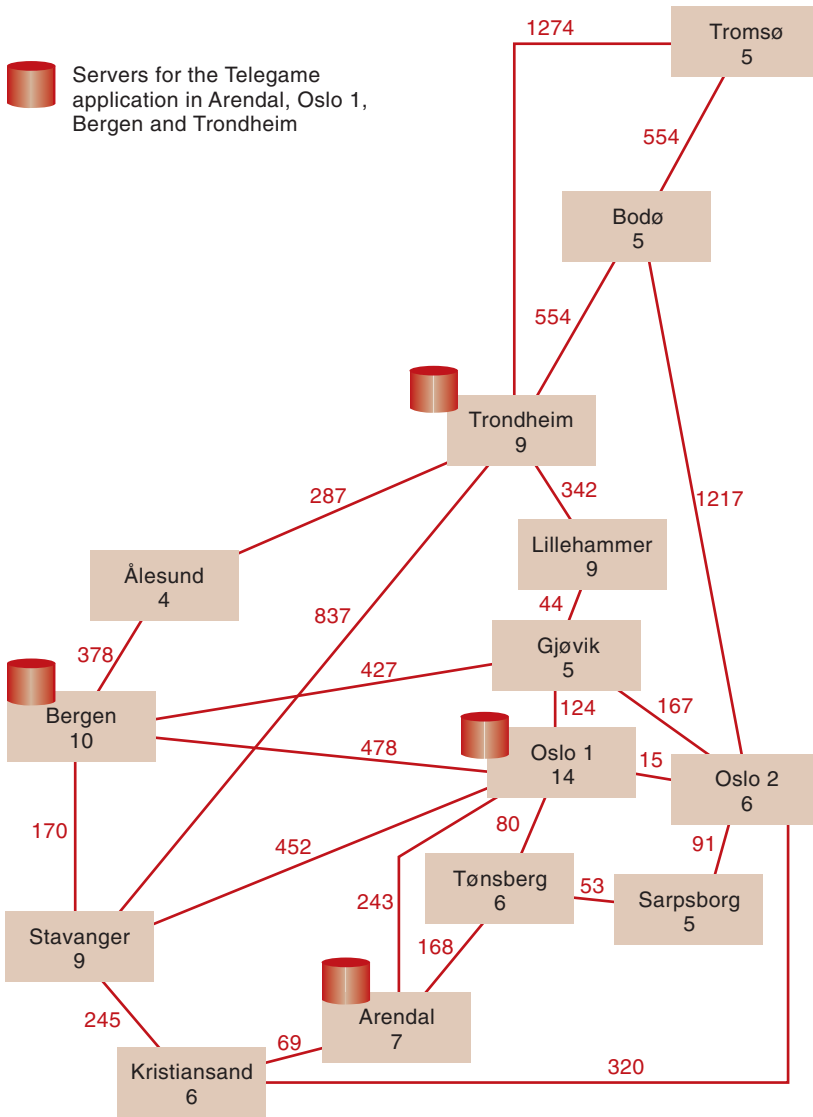 1274
Tromsø
5
Servers for the Telegame
application in Arendal, Oslo 1,
Bergen and Trondheim
554
Bodø
5
554
Trondheim
9
287
342
1217
Lillehammer
9
Ålesund
4
44
837
Gjøvik
5
378
427
Bergen
10
124
167
478
Oslo 1
14
15
Oslo 2
6
170
452
80
91
Tønsberg
6
53
Sarpsborg
5
243
Stavanger
9
168
245
Arendal
7
69
Kristiansand
6
320